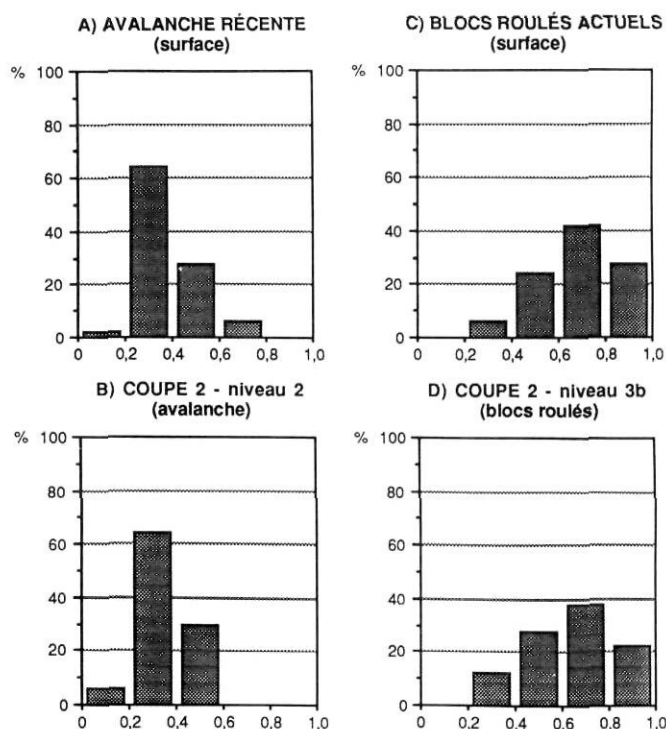 A) AVALANCHE RÉCENTE
(surface)
%
100
80
60
40
20
0
0 0,2 0,4 0,6 0,8 1,0
C) BLOCS ROULÉS ACTUELS
(surface)
%
100
80
60
40
20
0
0 0,2 0,4 0,6 0,8 1,0
B) COUPE 2 - niveau 2
(avalanche)
%
100
80
60
40
20
0
0 0,2 0,4 0,6 0,8 1,0
D) COUPE 2 - niveau 3b
(blocs roulés)
%
100
80
60
40
20
0
0 0,2 0,4 0,6 0,8 1,0